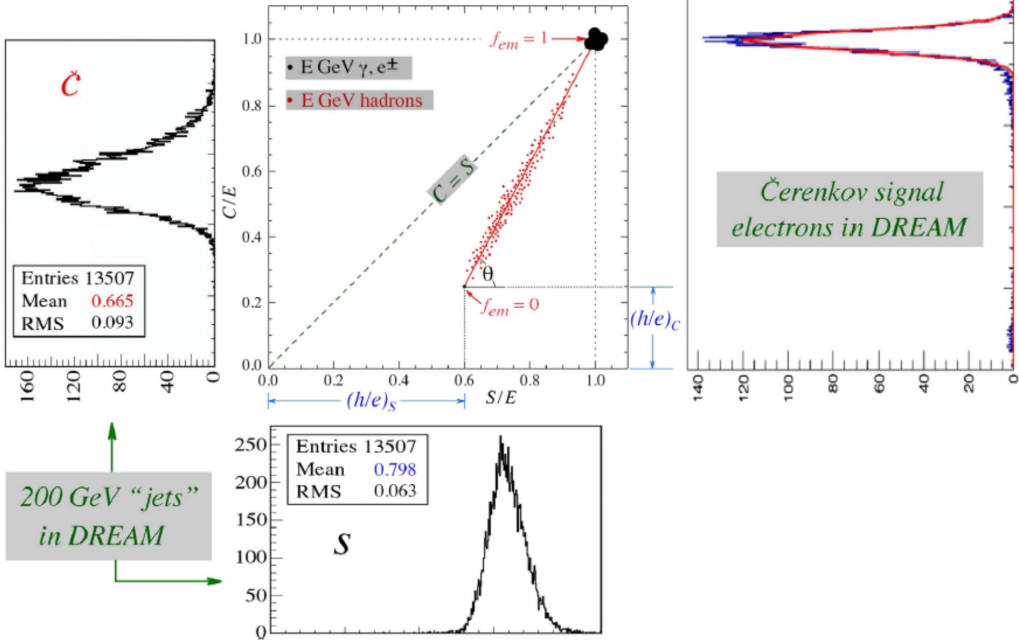 Č
Entries 13507
Mean 0.665
RMS 0.093
160
120
80
40
0
C/E
1.0
0.8
0.6
0.4
0.2
0.0
f_em = 1
• E GeV γ, e±
• E GeV hadrons
C = S
θ
f_em = 0
(h/e)_C
0.0
0.2
0.4
0.6
0.8
1.0
(h/e)_S
S/E
Čerenkov signal
electrons in DREAM
140
120
100
80
60
40
20
0
200 GeV “jets”
in DREAM
250
200
150
100
50
0
Entries 13507
Mean 0.798
RMS 0.063
S